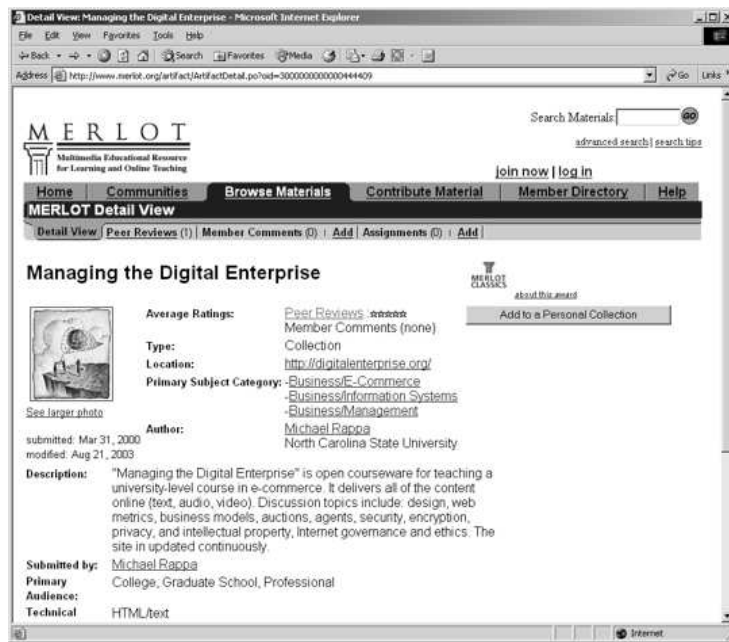 Detail View: Managing the Digital Enterprise - Microsoft Internet Explorer
File Edit View Favorites Tools Help
Back Search Favorites Media
Address http://www.merlot.org/artifact/ArtifactDetail.po?oid=3000000000000444409 Go Links
Search Materials: GO
MERLOT
advanced search | search tips
Multimedia Educational Resource
for Learning and Online Teaching
join now | log in
Home Communities Browse Materials Contribute Material Member Directory Help
MERLOT Detail View
Detail View Peer Reviews (1) | Member Comments (0) | Add | Assignments (0) | Add |
Managing the Digital Enterprise
MERLOT
CLASSICS
about this award
Add to a Personal Collection
Average Ratings: Peer Reviews ☆☆☆☆☆
Member Comments (none)
Type: Collection
Location: http://digitalenterprise.org/
Primary Subject Category: -Business/E-Commerce
-Business/Information Systems
-Business/Management
See larger photo
Author: Michael Rappa
North Carolina State University
submitted: Mar 31, 2000
modified: Aug 21, 2003
Description: "Managing the Digital Enterprise" is open courseware for teaching a
university-level course in e-commerce. It delivers all of the content
online (text, audio, video). Discussion topics include: design, web
metrics, business models, auctions, agents, security, encryption,
privacy, and intellectual property, Internet governance and ethics. The
site in updated continuously.
Submitted by: Michael Rappa
Primary Audience: College, Graduate School, Professional
Technical HTML/text
Internet